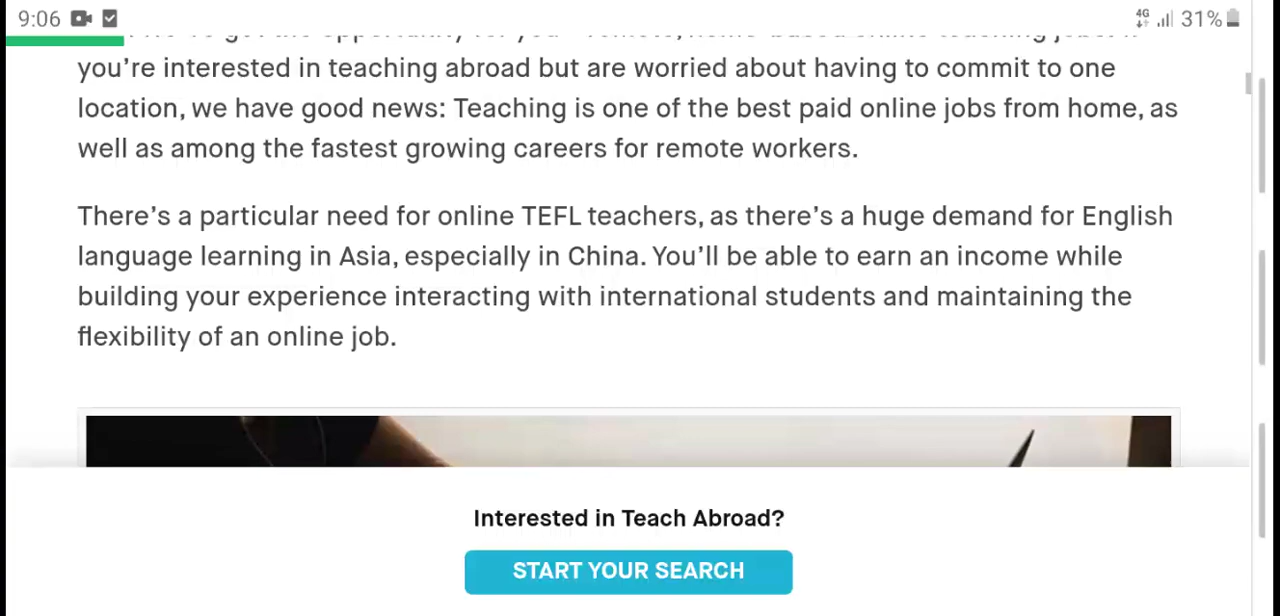 9:06
4G
31%
you’re interested in teaching abroad but are worried about having to commit to one
location, we have good news: Teaching is one of the best paid online jobs from home, as
well as among the fastest growing careers for remote workers.
There’s a particular need for online TEFL teachers, as there’s a huge demand for English
language learning in Asia, especially in China. You’ll be able to earn an income while
building your experience interacting with international students and maintaining the
flexibility of an online job.
Interested in Teach Abroad?
START YOUR SEARCH